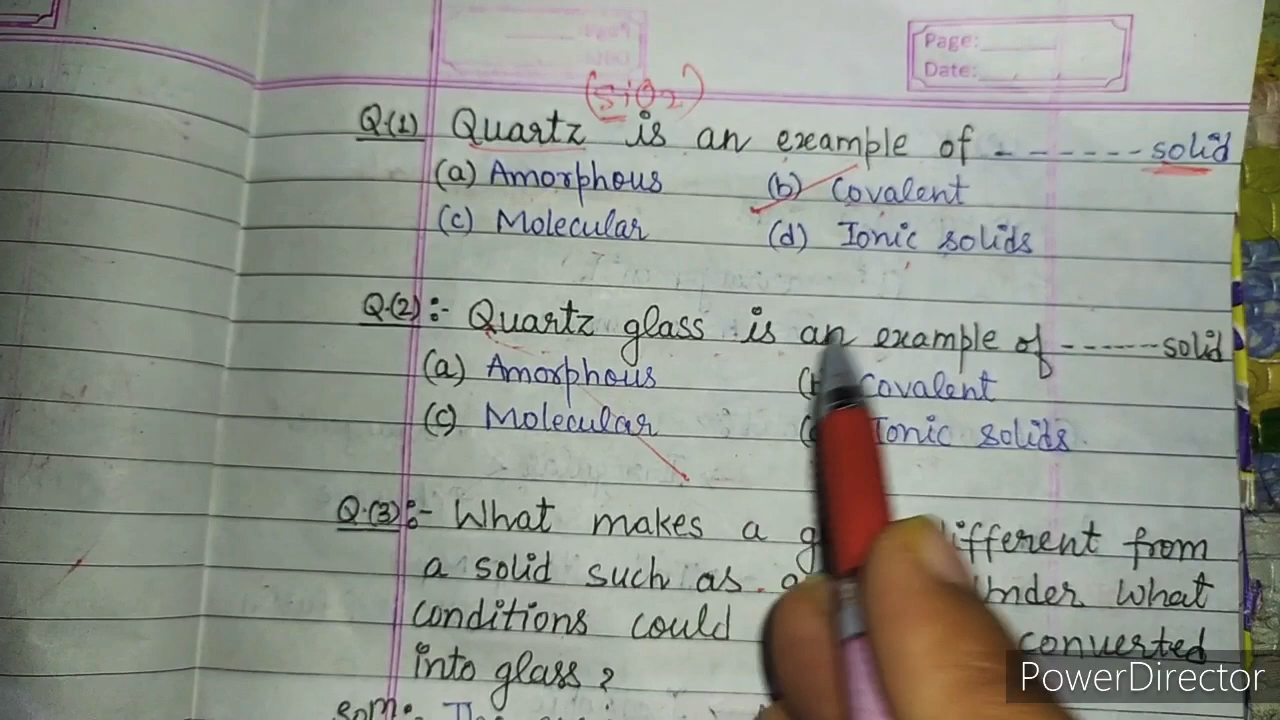 Page:
Date:
(SiO2)
Q.(1) Quartz is an example of ------- solid
(a) Amorphous (b) Covalent
(c) Molecular (d) Ionic solids
Q.(2):- Quartz glass is an example of ------ solid
(a) Amorphous Covalent
(c) Molecular Ionic solids.
Q.(3):- What makes a different from
a solid such as under what
conditions could converted
into glass?
PowerDirector